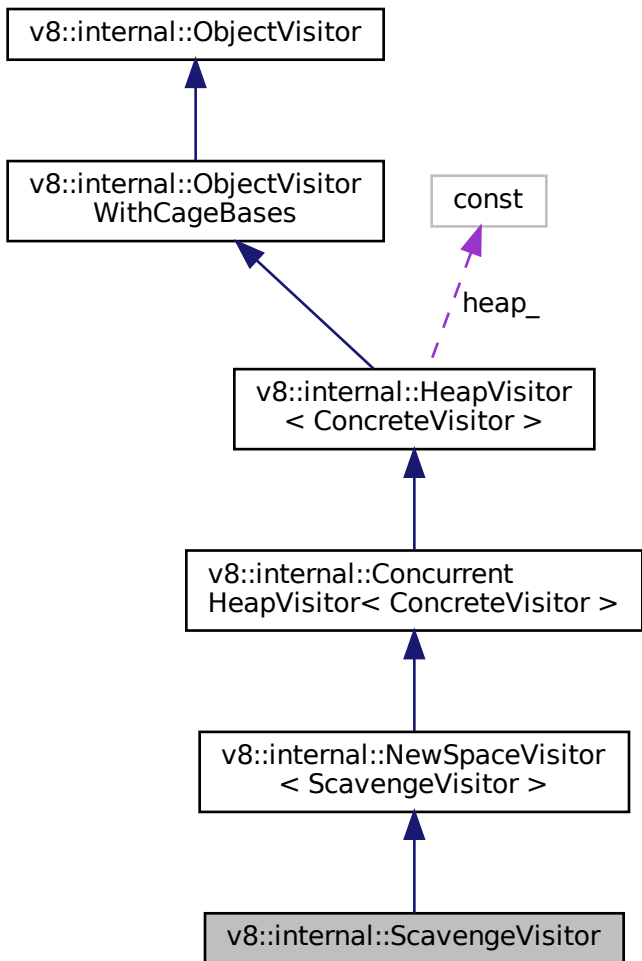 v8::internal::ObjectVisitor
v8::internal::ObjectVisitor
WithCageBases
const
heap_
v8::internal::HeapVisitor
< ConcreteVisitor >
v8::internal::Concurrent
HeapVisitor< ConcreteVisitor >
v8::internal::NewSpaceVisitor
< ScavengeVisitor >
v8::internal::ScavengeVisitor